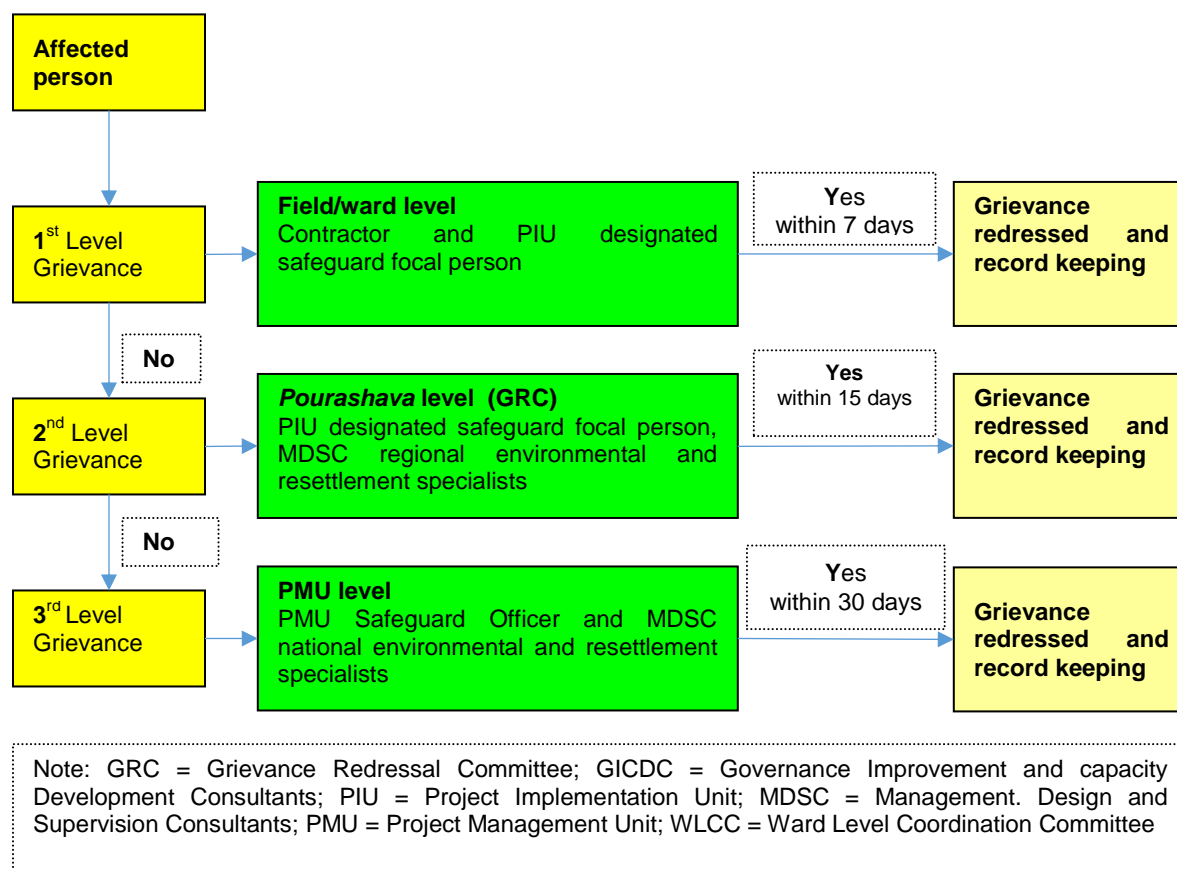 Affected
person
1st Level
Grievance
Field/ward level
Contractor and PIU designated
safeguard focal person
Yes
within 7 days
Grievance
redressed and
record keeping
No
2nd Level
Grievance
Pourashava level (GRC)
PIU designated safeguard focal person,
MDSC regional environmental and
resettlement specialists
Yes
within 15 days
Grievance
redressed and
record keeping
No
3rd Level
Grievance
PMU level
PMU Safeguard Officer and MDSC
national environmental and resettlement
specialists
Yes
within 30 days
Grievance
redressed and
record keeping
Note: GRC = Grievance Redressal Committee; GICDC = Governance Improvement and capacity
Development Consultants; PIU = Project Implementation Unit; MDSC = Management. Design and
Supervision Consultants; PMU = Project Management Unit; WLCC = Ward Level Coordination Committee